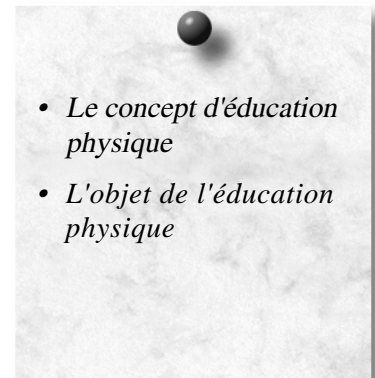 • Le concept d'éducation
physique
• L'objet de l'éducation
physique